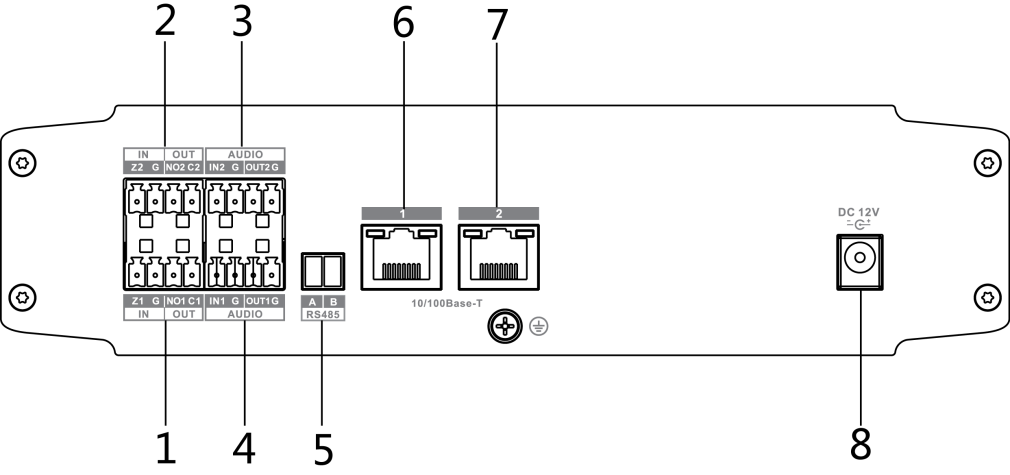 2 3 6 7
IN OUT AUDIO
Z2 G NO2 C2 IN2 G OUT2 G
1 2
DC 12V
- +
Z1 G NO1 C1 IN1 G OUT1 G
IN OUT AUDIO
A B
RS485
10/100Base-T
1 4 5 8